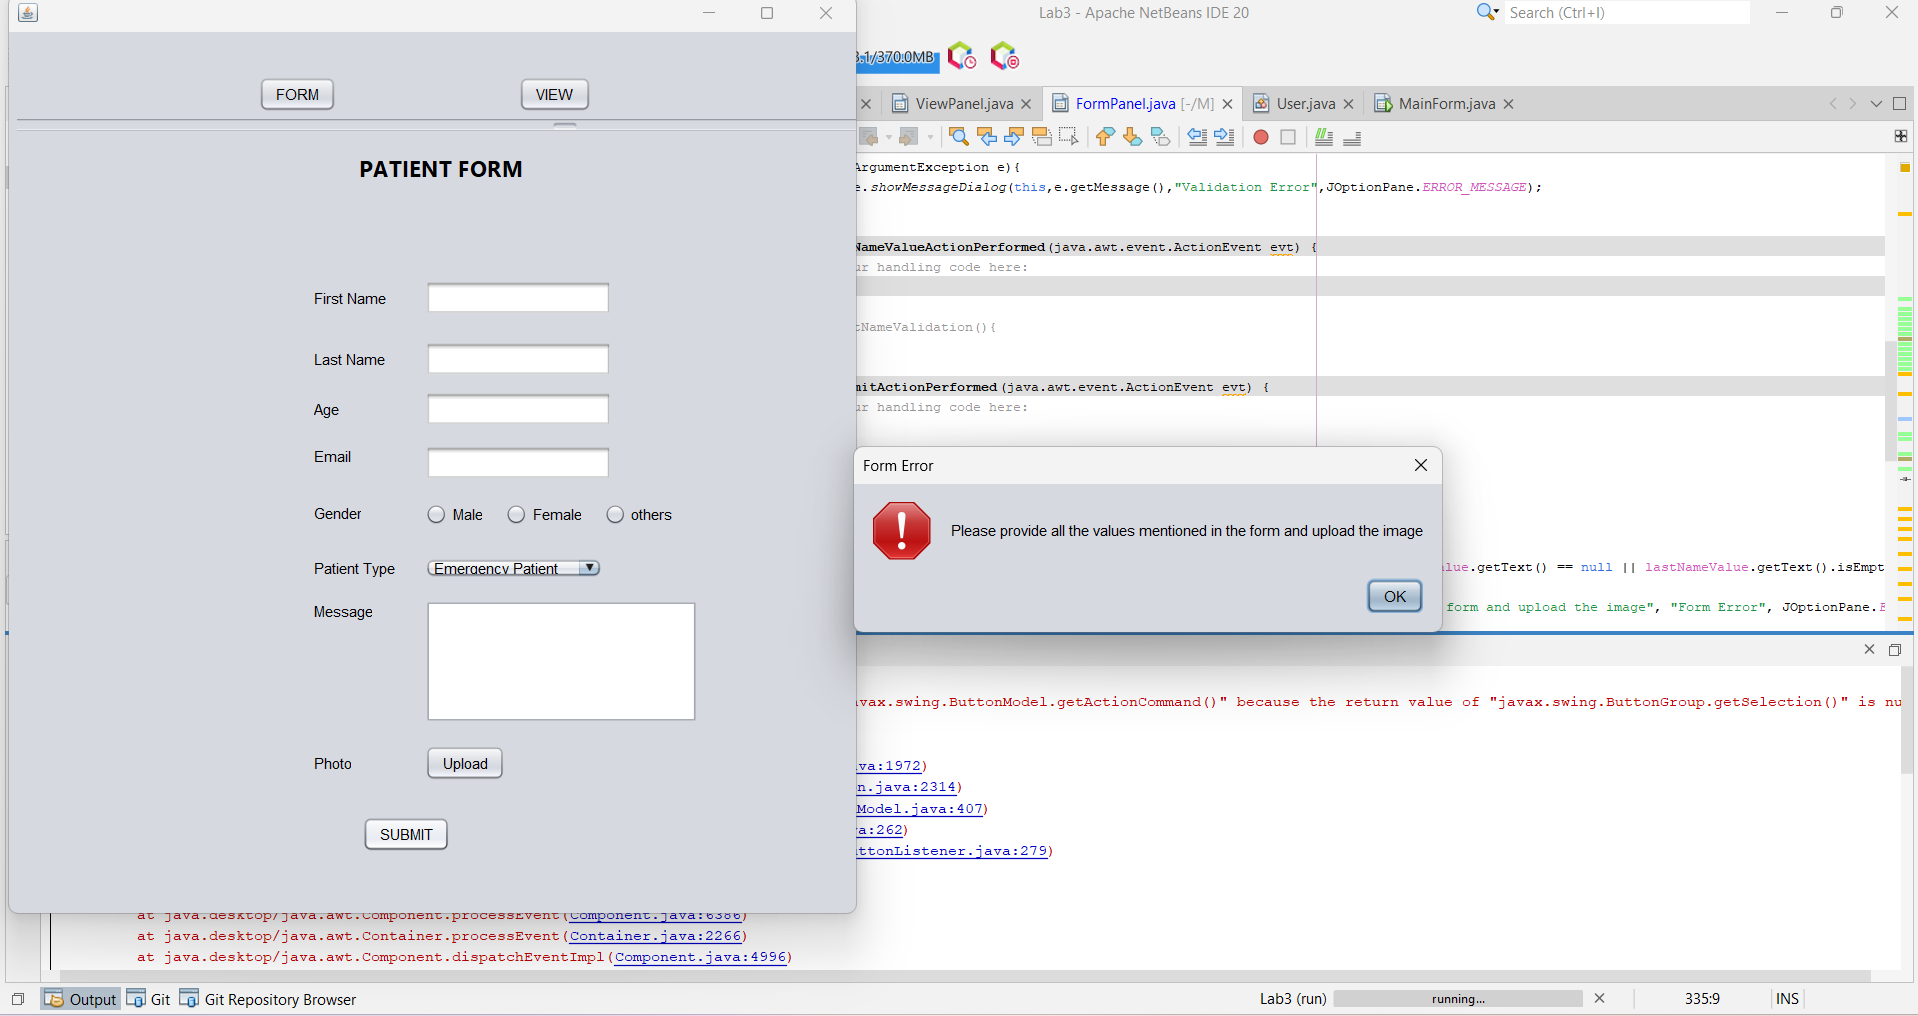 Lab3 - Apache NetBeans IDE 20
Search (Ctrl+I)
FORM
VIEW
/370.0MB
ViewPanel.java
FormPanel.java [-/M]
User.java
MainForm.java
PATIENT FORM
First Name
Last Name
Age
Email
Gender
Male
Female
others
Patient Type
Emergency Patient
Message
Photo
Upload
SUBMIT
ArgumentException e){
e.showMessageDialog(this,e.getMessage(),"Validation Error",JOptionPane.ERROR_MESSAGE);
NameValueActionPerformed(java.awt.event.ActionEvent evt) {
ur handling code here:
tNameValidation(){
mitActionPerformed(java.awt.event.ActionEvent evt) {
ur handling code here:
Form Error
Please provide all the values mentioned in the form and upload the image
OK
lue.getText() == null || lastNameValue.getText().isEmpt
form and upload the image", "Form Error", JOptionPane.E
vax.swing.ButtonModel.getActionCommand()" because the return value of "javax.swing.ButtonGroup.getSelection()" is nu
va:1972)
n.java:2314)
Model.java:407)
a:262)
ttonListener.java:279)
at java.desktop/java.awt.Component.processEvent(Component.java:6386)
at java.desktop/java.awt.Container.processEvent(Container.java:2266)
at java.desktop/java.awt.Component.dispatchEventImpl(Component.java:4996)
Output
Git
Git Repository Browser
Lab3 (run)
running...
335:9
INS